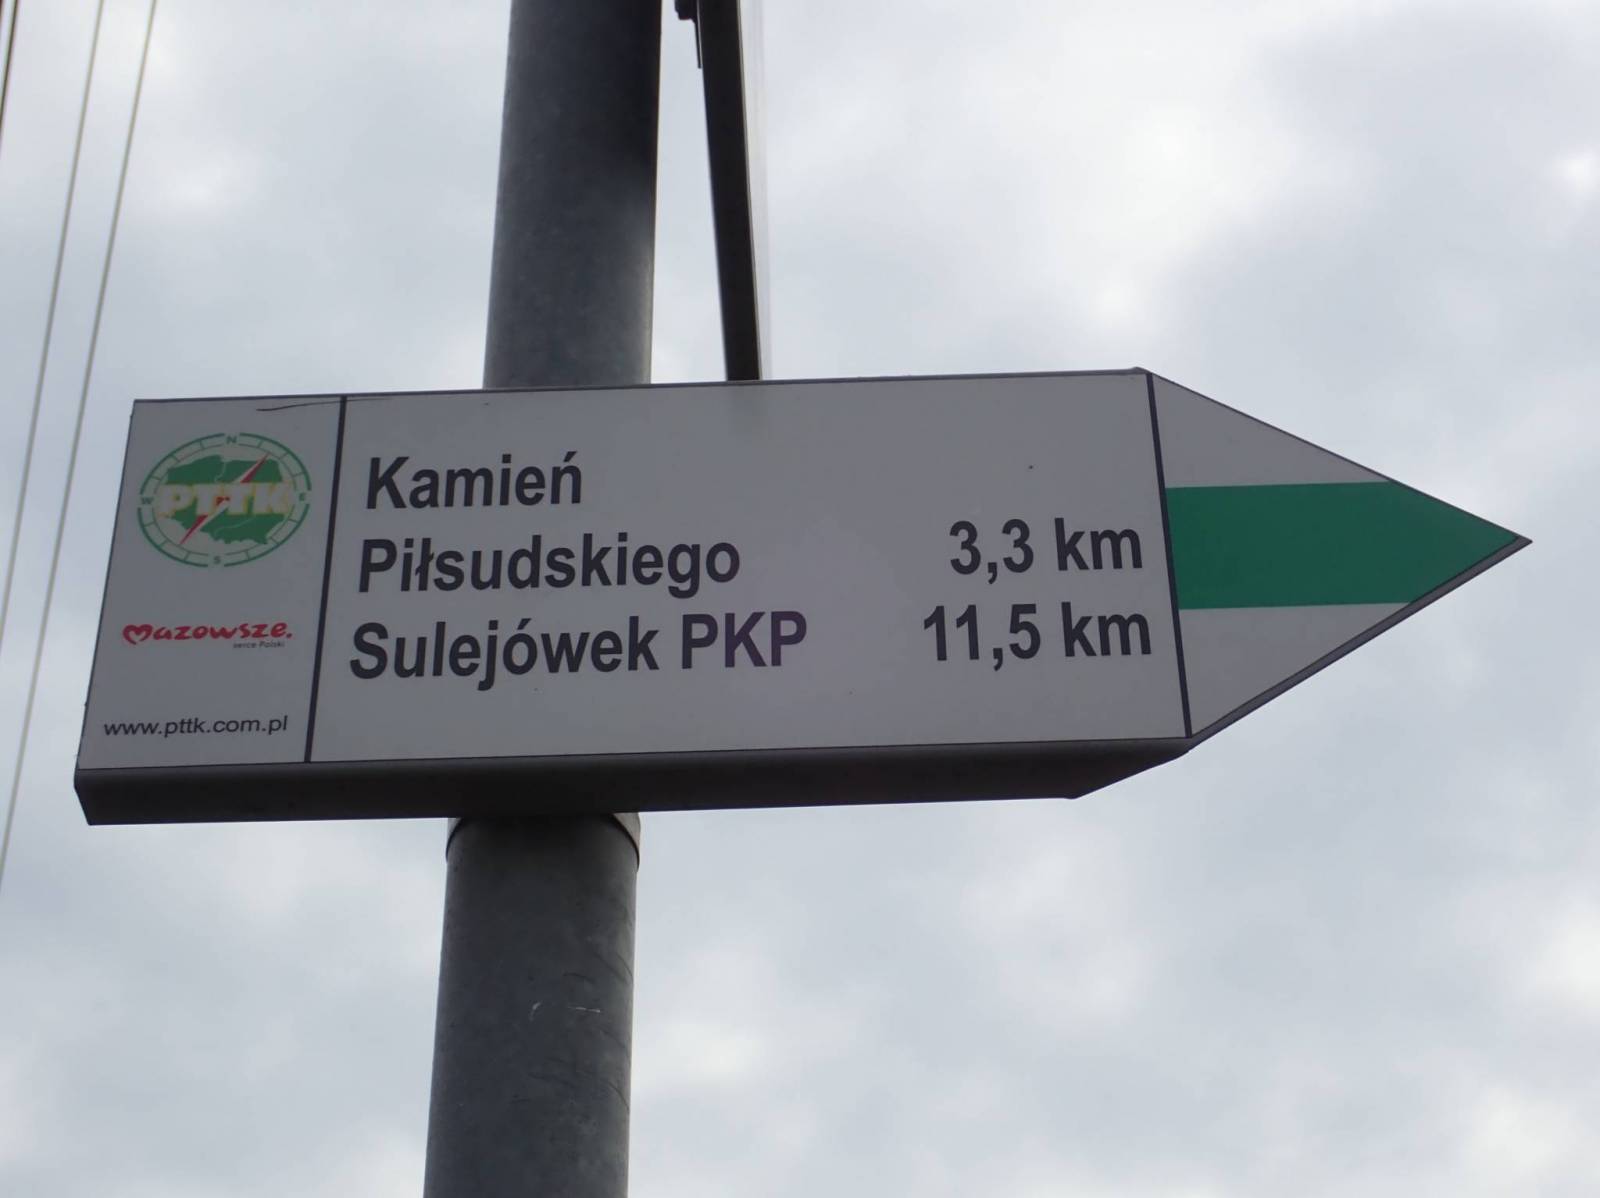 N
W PTTK E
S
Mazowsze.
serce Polski
www.pttk.com.pl
Kamień
Piłsudskiego 3,3 km
Sulejówek PKP 11,5 km